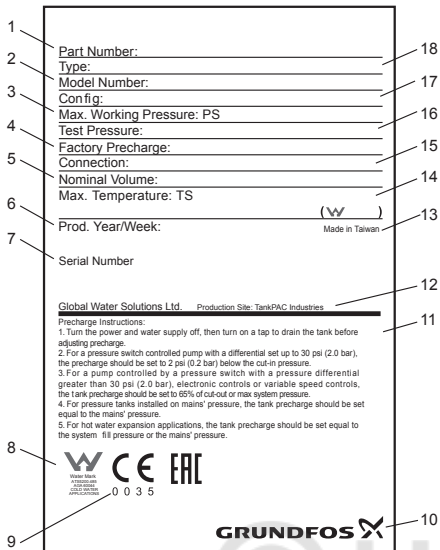 1
Part Number:
18
Type:
2
Model Number:
17
Config:
3
Max. Working Pressure: PS
16
Test Pressure:
4
Factory Precharge:
15
Connection:
5
Nominal Volume:
14
Max. Temperature: TS
6
( W )
13
Prod. Year/Week:
Made in Taiwan
7
Serial Number
12
Global Water Solutions Ltd. Production Site: TankPAC Industries
11
Precharge Instructions:
1. Turn the power and water supply off, then turn on a tap to drain the tank before
adjusting precharge.
2. For a pressure switch controlled pump with a differential set up to 30 psi (2.0 bar),
the precharge should be set to 2 psi (0.2 bar) below the cut-in pressure.
3. For a pump controlled by a pressure switch with a pressure differential
greater than 30 psi (2.0 bar), electronic controls or variable speed controls,
the tank precharge should be set to 65% of cut-out or max system pressure.
4. For pressure tanks installed on mains' pressure, the tank precharge should be set
equal to the mains' pressure.
5. For hot water expansion applications, the tank precharge should be set equal to
the system fill pressure or the mains' pressure.
8
W CE EAC
Water Mark
COLD WATER
APPLICATIONS
0 0 3 5
9
10
GRUNDFOS